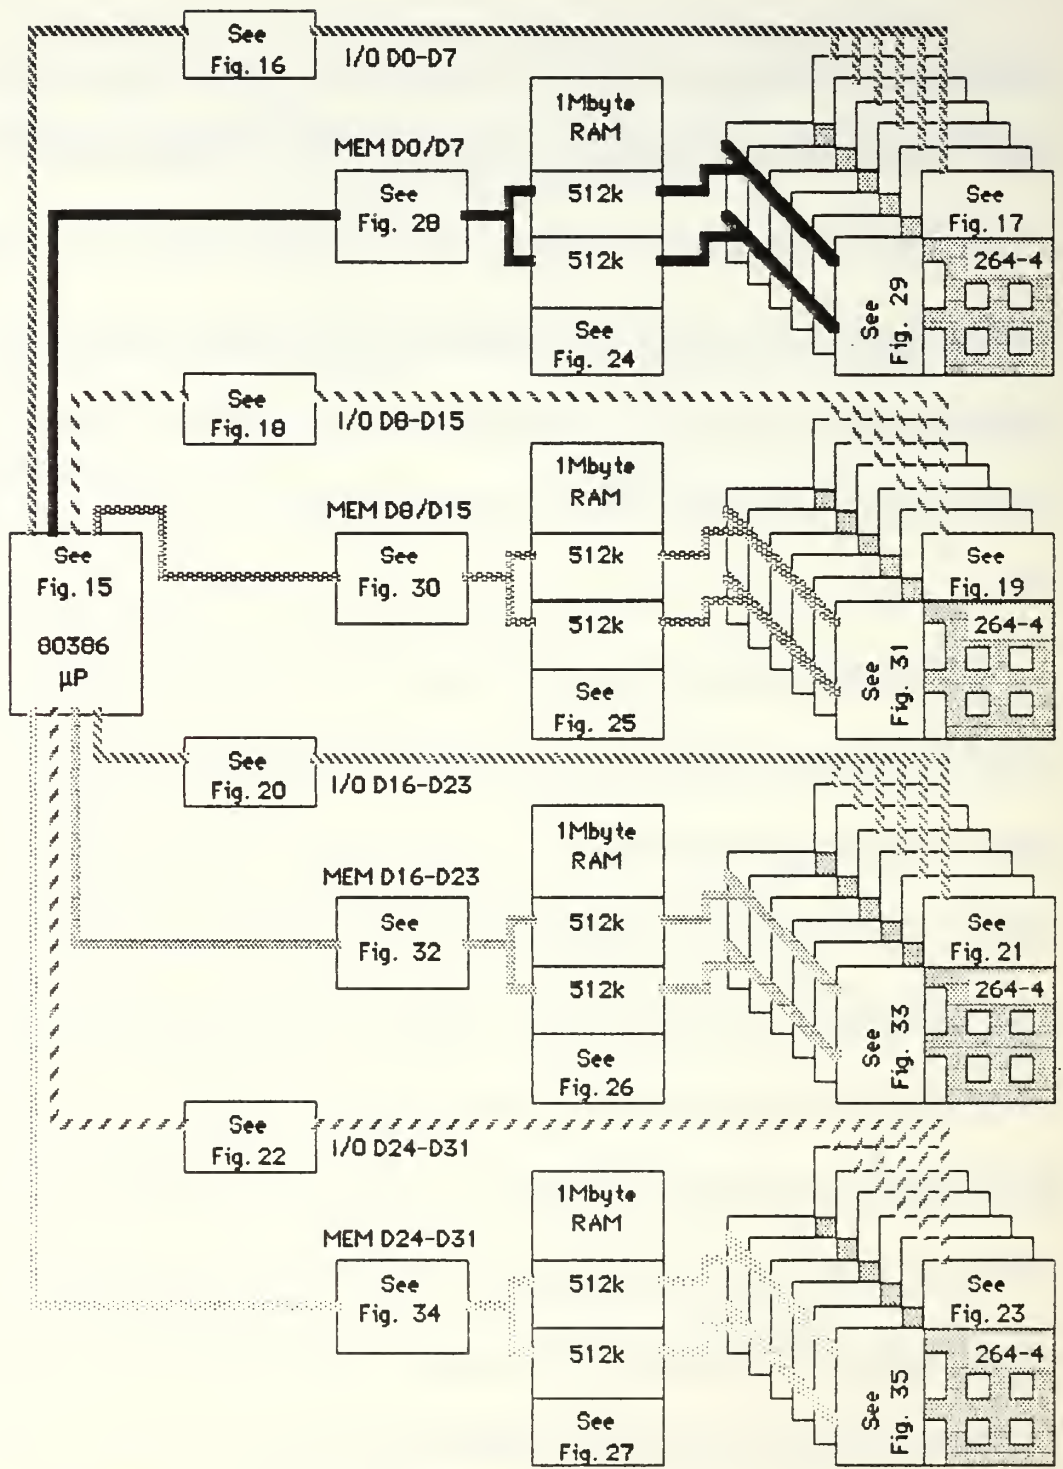 See
Fig. 16
I/O D0-D7
1Mbyte
RAM
MEM D0/D7
See
Fig. 28
512k
512k
See
Fig. 24
See
Fig. 17
264-4
See
Fig. 29
See
Fig. 18
I/O D8-D15
1Mbyte
RAM
MEM D8/D15
See
Fig. 30
512k
512k
See
Fig. 25
See
Fig. 19
264-4
See
Fig. 31
See
Fig. 15
80386
µP
See
Fig. 20
I/O D16-D23
1Mbyte
RAM
MEM D16-D23
See
Fig. 32
512k
512k
See
Fig. 26
See
Fig. 21
264-4
See
Fig. 33
See
Fig. 22
I/O D24-D31
1Mbyte
RAM
MEM D24-D31
See
Fig. 34
512k
512k
See
Fig. 27
See
Fig. 23
264-4
See
Fig. 35